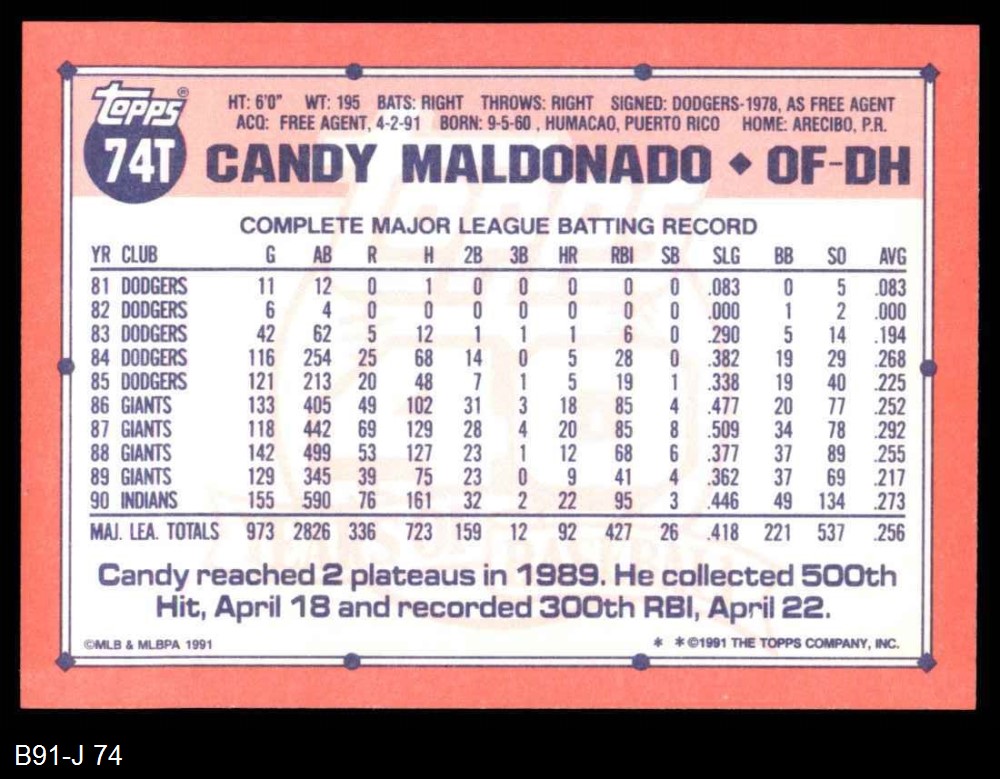 topps®
74T
HT: 6'0" WT: 195 BATS: RIGHT THROWS: RIGHT SIGNED: DODGERS-1978, AS FREE AGENT
ACQ: FREE AGENT, 4-2-91 BORN: 9-5-60 , HUMACAO, PUERTO RICO HOME: ARECIBO, P.R.
CANDY MALDONADO ◆ OF-DH
COMPLETE MAJOR LEAGUE BATTING RECORD
YR CLUB G AB R H 2B 3B HR RBI SB SLG BB SO AVG
81 DODGERS 11 12 0 1 0 0 0 0 0 .083 0 5 .083
82 DODGERS 6 4 0 0 0 0 0 0 0 .000 1 2 .000
83 DODGERS 42 62 5 12 1 1 1 6 0 .290 5 14 .194
84 DODGERS 116 254 25 68 14 0 5 28 0 .382 19 29 .268
85 DODGERS 121 213 20 48 7 1 5 19 1 .338 19 40 .225
86 GIANTS 133 405 49 102 31 3 18 85 4 .477 20 77 .252
87 GIANTS 118 442 69 129 28 4 20 85 8 .509 34 78 .292
88 GIANTS 142 499 53 127 23 1 12 68 6 .377 37 89 .255
89 GIANTS 129 345 39 75 23 0 9 41 4 .362 37 69 .217
90 INDIANS 155 590 76 161 32 2 22 95 3 .446 49 134 .273
MAJ. LEA. TOTALS 973 2826 336 723 159 12 92 427 26 .418 221 537 .256
Candy reached 2 plateaus in 1989. He collected 500th
Hit, April 18 and recorded 300th RBI, April 22.
©MLB & MLBPA 1991
* *©1991 THE TOPPS COMPANY, INC.
B91-J 74